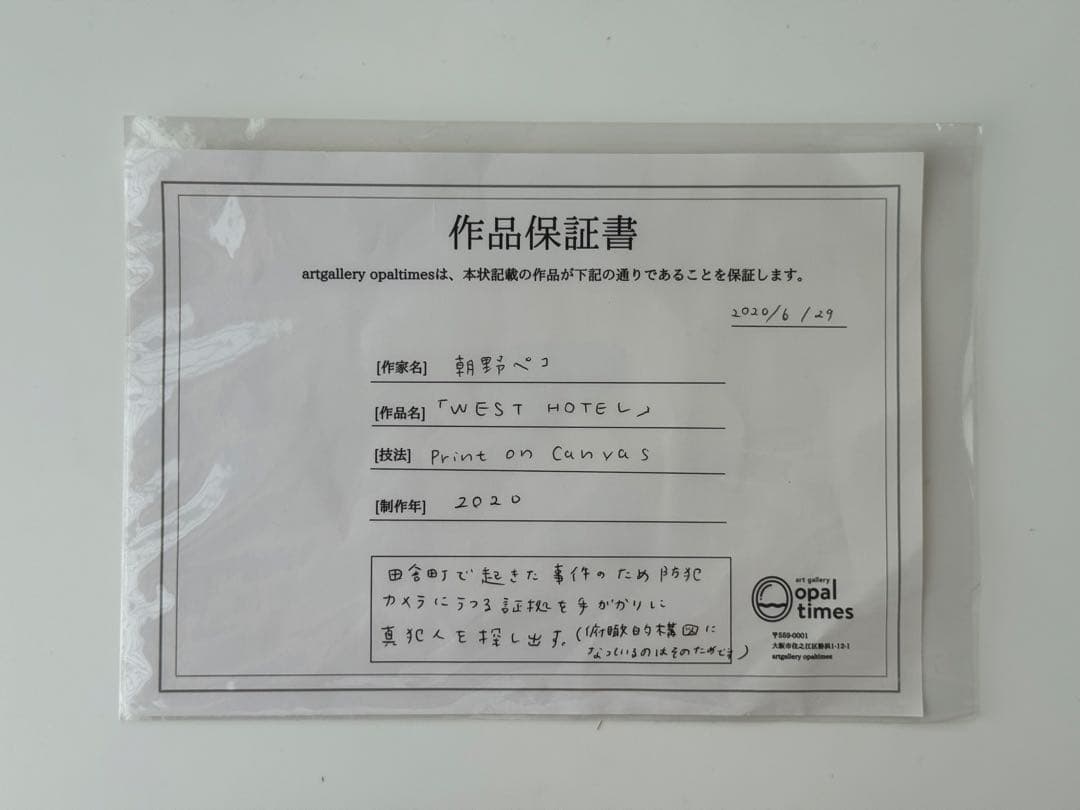 作品保証書
artgallery opaltimesは、本状記載の作品が下記の通りであることを保証します。
2020/6/29
[作家名] 朝野ペコ
[作品名] 「WEST HOTEL」
[技法] Print on Canvas
[制作年] 2020
田舎町で起きた事件のため防犯
カメラにうつる証拠を手がかりに
真犯人を探し出す。(俯瞰的構図に
なっているのはそのためです)
art gallery
opal
times
〒559-0001
大阪市住之江区粉浜1-12-1
artgallery opaltimes